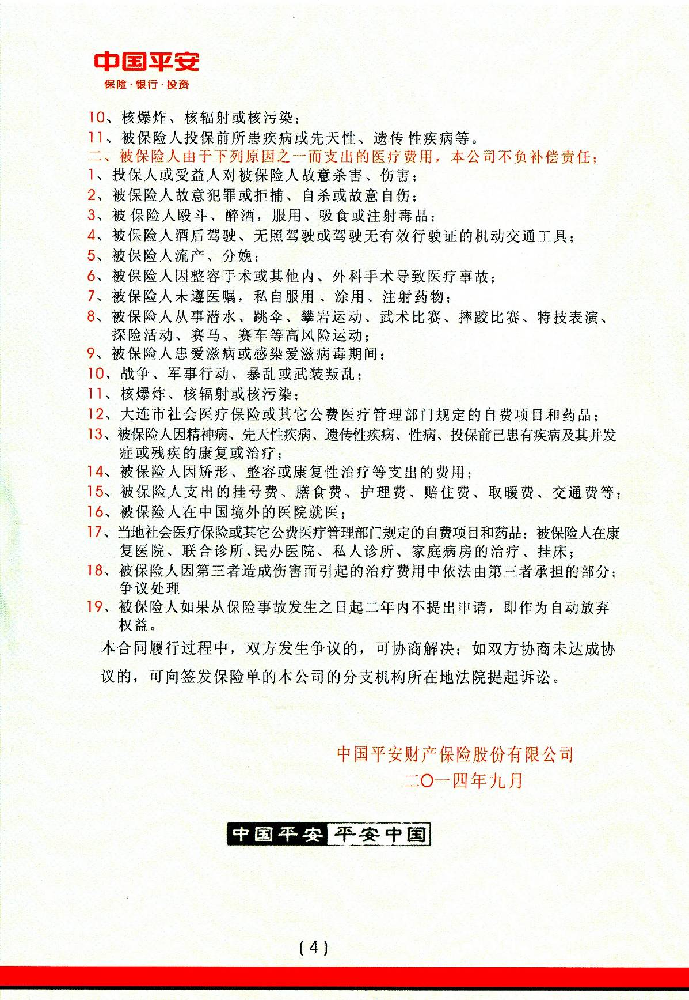 中国平安
保险·银行·投资
10、核爆炸、核辐射或核污染；
11、被保险人投保前所患疾病或先天性、遗传性疾病等。
二、被保险人由于下列原因之一而支出的医疗费用，本公司不负补偿责任；
1、投保人或受益人对被保险人故意杀害、伤害；
2、被保险人故意犯罪或拒捕、自杀或故意自伤；
3、被保险人殴斗、醉酒，服用、吸食或注射毒品；
4、被保险人酒后驾驶、无照驾驶或驾驶无有效行驶证的机动交通工具；
5、被保险人流产、分娩；
6、被保险人因整容手术或其他内、外科手术导致医疗事故；
7、被保险人未遵医嘱，私自服用、涂用、注射药物；
8、被保险人从事潜水、跳伞、攀岩运动、武术比赛、摔跤比赛、特技表演、
探险活动、赛马、赛车等高风险运动；
9、被保险人患爱滋病或感染爱滋病毒期间；
10、战争、军事行动、暴乱或武装叛乱；
11、核爆炸、核辐射或核污染；
12、大连市社会医疗保险或其它公费医疗管理部门规定的自费项目和药品；
13、被保险人因精神病、先天性疾病、遗传性疾病、性病、投保前已患有疾病及其并发
症或残疾的康复或治疗；
14、被保险人因矫形、整容或康复性治疗等支出的费用；
15、被保险人支出的挂号费、膳食费、护理费、赔住费、取暖费、交通费等；
16、被保险人在中国境外的医院就医；
17、当地社会医疗保险或其它公费医疗管理部门规定的自费项目和药品；被保险人在康
复医院、联合诊所、民办医院、私人诊所、家庭病房的治疗、挂床；
18、被保险人因第三者造成伤害而引起的治疗费用中依法由第三者承担的部分；
争议处理
19、被保险人如果从保险事故发生之日起二年内不提出申请，即作为自动放弃
权益。
本合同履行过程中，双方发生争议的，可协商解决；如双方协商未达成协
议的，可向签发保险单的本公司的分支机构所在地法院提起诉讼。
中国平安财产保险股份有限公司
二〇一四年九月
中国平安 平安中国
(4)